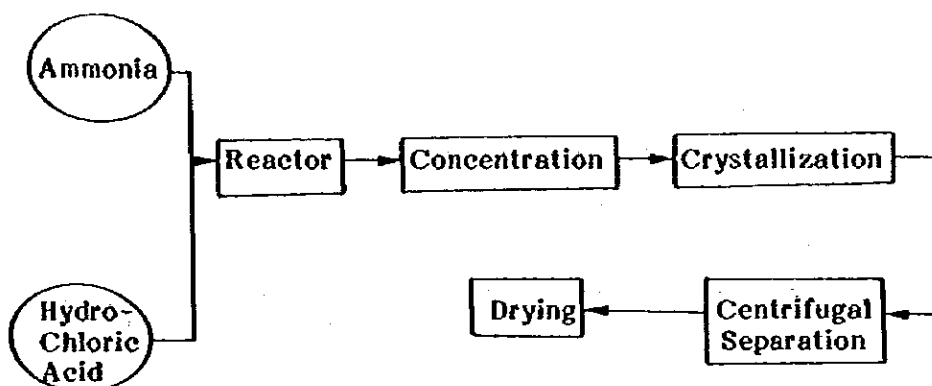 Ammonia
Reactor
Concentration
Crystallization
Hydro-
Chloric
Acid
Drying
Centrifugal
Separation